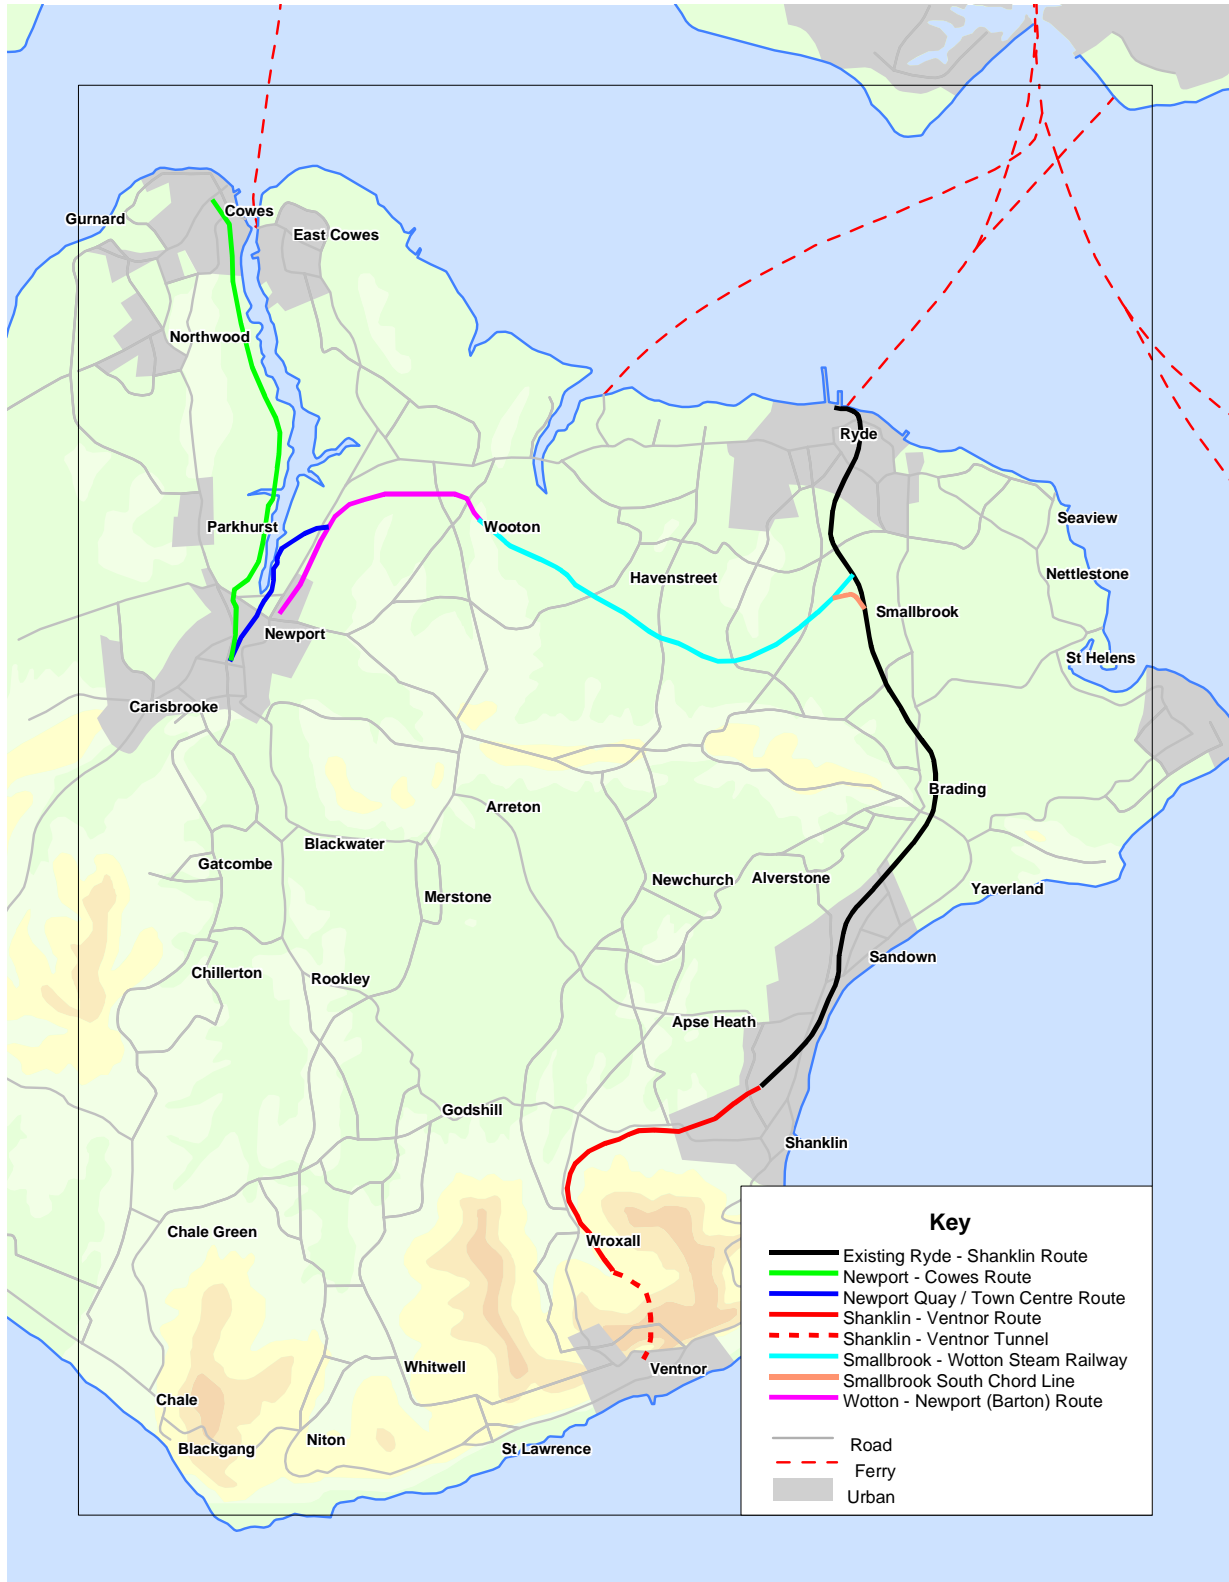 Cowes
Gurnard
East Cowes
Northwood
Ryde
Seaview
Parkhurst
Wooton
Nettlestone
Havenstreet
Smallbrook
Newport
St Helens
Carisbrooke
Brading
Arreton
Blackwater
Gatcombe
Newchurch
Alverstone
Yaverland
Merstone
Sandown
Chillerton
Rookley
Apse Heath
Godshill
Shanklin
Chale Green
Wroxall
Whitwell
Ventnor
Chale
Niton
Blackgang
St Lawrence
Key
Existing Ryde - Shanklin Route
Newport - Cowes Route
Newport Quay / Town Centre Route
Shanklin - Ventnor Route
Shanklin - Ventnor Tunnel
Smallbrook - Wotton Steam Railway
Smallbrook South Chord Line
Wotton - Newport (Barton) Route
Road
Ferry
Urban